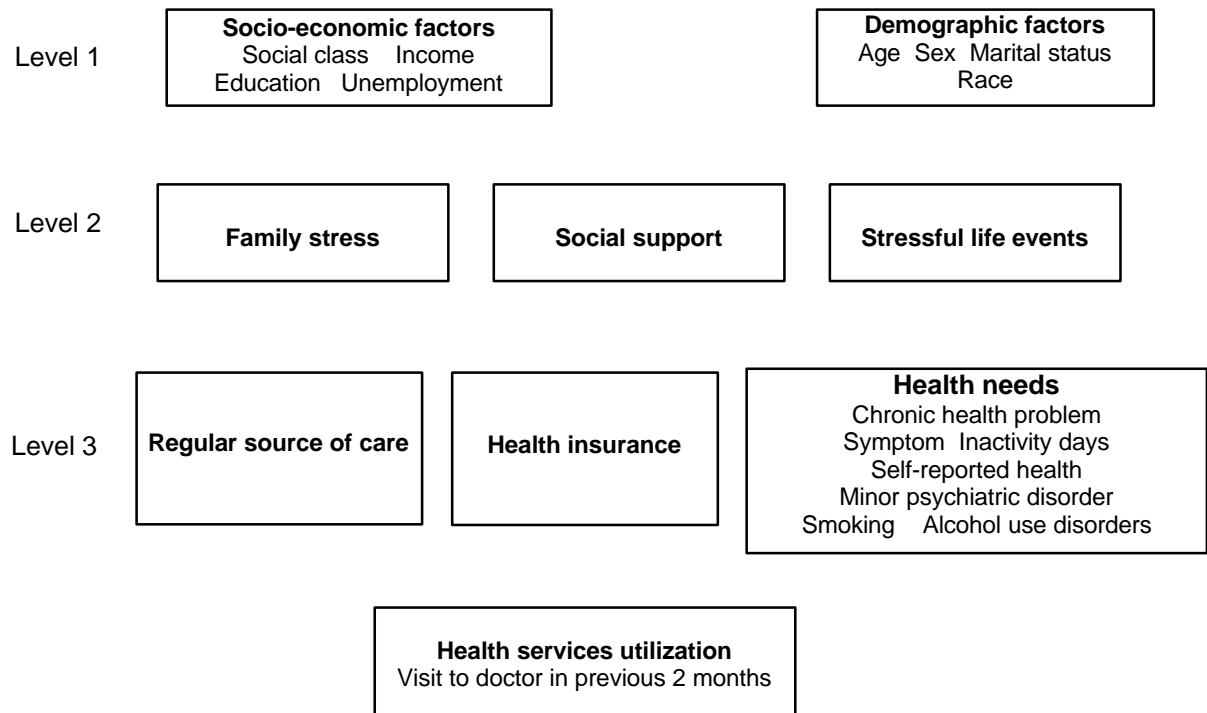 Level 1
Socio-economic factors
Social class Income
Education Unemployment
Demographic factors
Age Sex Marital status
Race
Level 2
Family stress
Social support
Stressful life events
Level 3
Regular source of care
Health insurance
Health needs
Chronic health problem
Symptom Inactivity days
Self-reported health
Minor psychiatric disorder
Smoking Alcohol use disorders
Health services utilization
Visit to doctor in previous 2 months